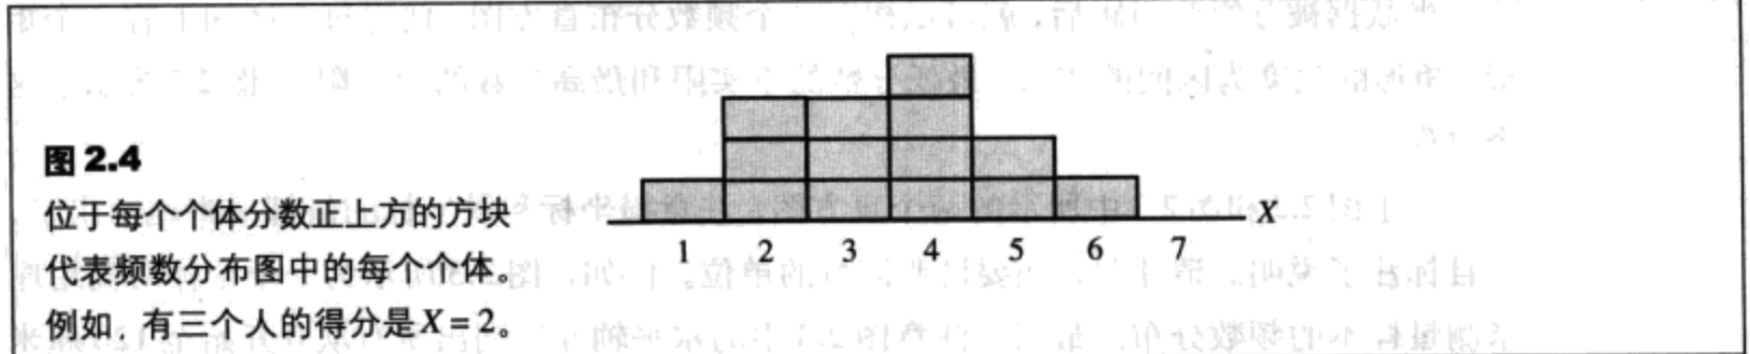 图 2.4
位于每个个体分数正上方的方块
代表频数分布图中的每个个体。
例如，有三个人的得分是X=2。
X
1 2 3 4 5 6 7